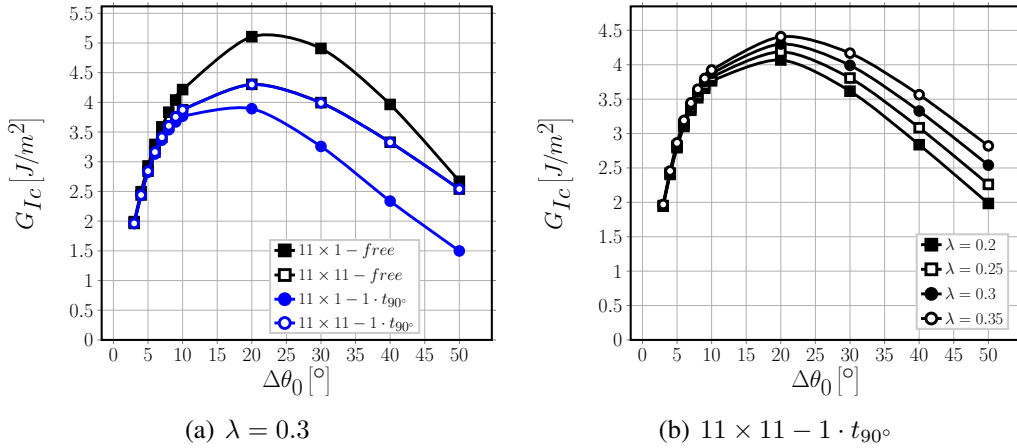 5.5
5
4.5
4
3.5
3
2.5
2
1.5
1
0.5
0
G_{Ic} [J/m^2]
11 × 1 − free
11 × 11 − free
11 × 1 − 1 · t_{90°}
11 × 11 − 1 · t_{90°}
0 5 10 15 20 25 30 35 40 45 50
Δθ_0 [°]
(a) λ = 0.3
4.5
4
3.5
3
2.5
2
1.5
1
0.5
0
G_{Ic} [J/m^2]
λ = 0.2
λ = 0.25
λ = 0.3
λ = 0.35
0 5 10 15 20 25 30 35 40 45 50
Δθ_0 [°]
(b) 11 × 11 − 1 · t_{90°}